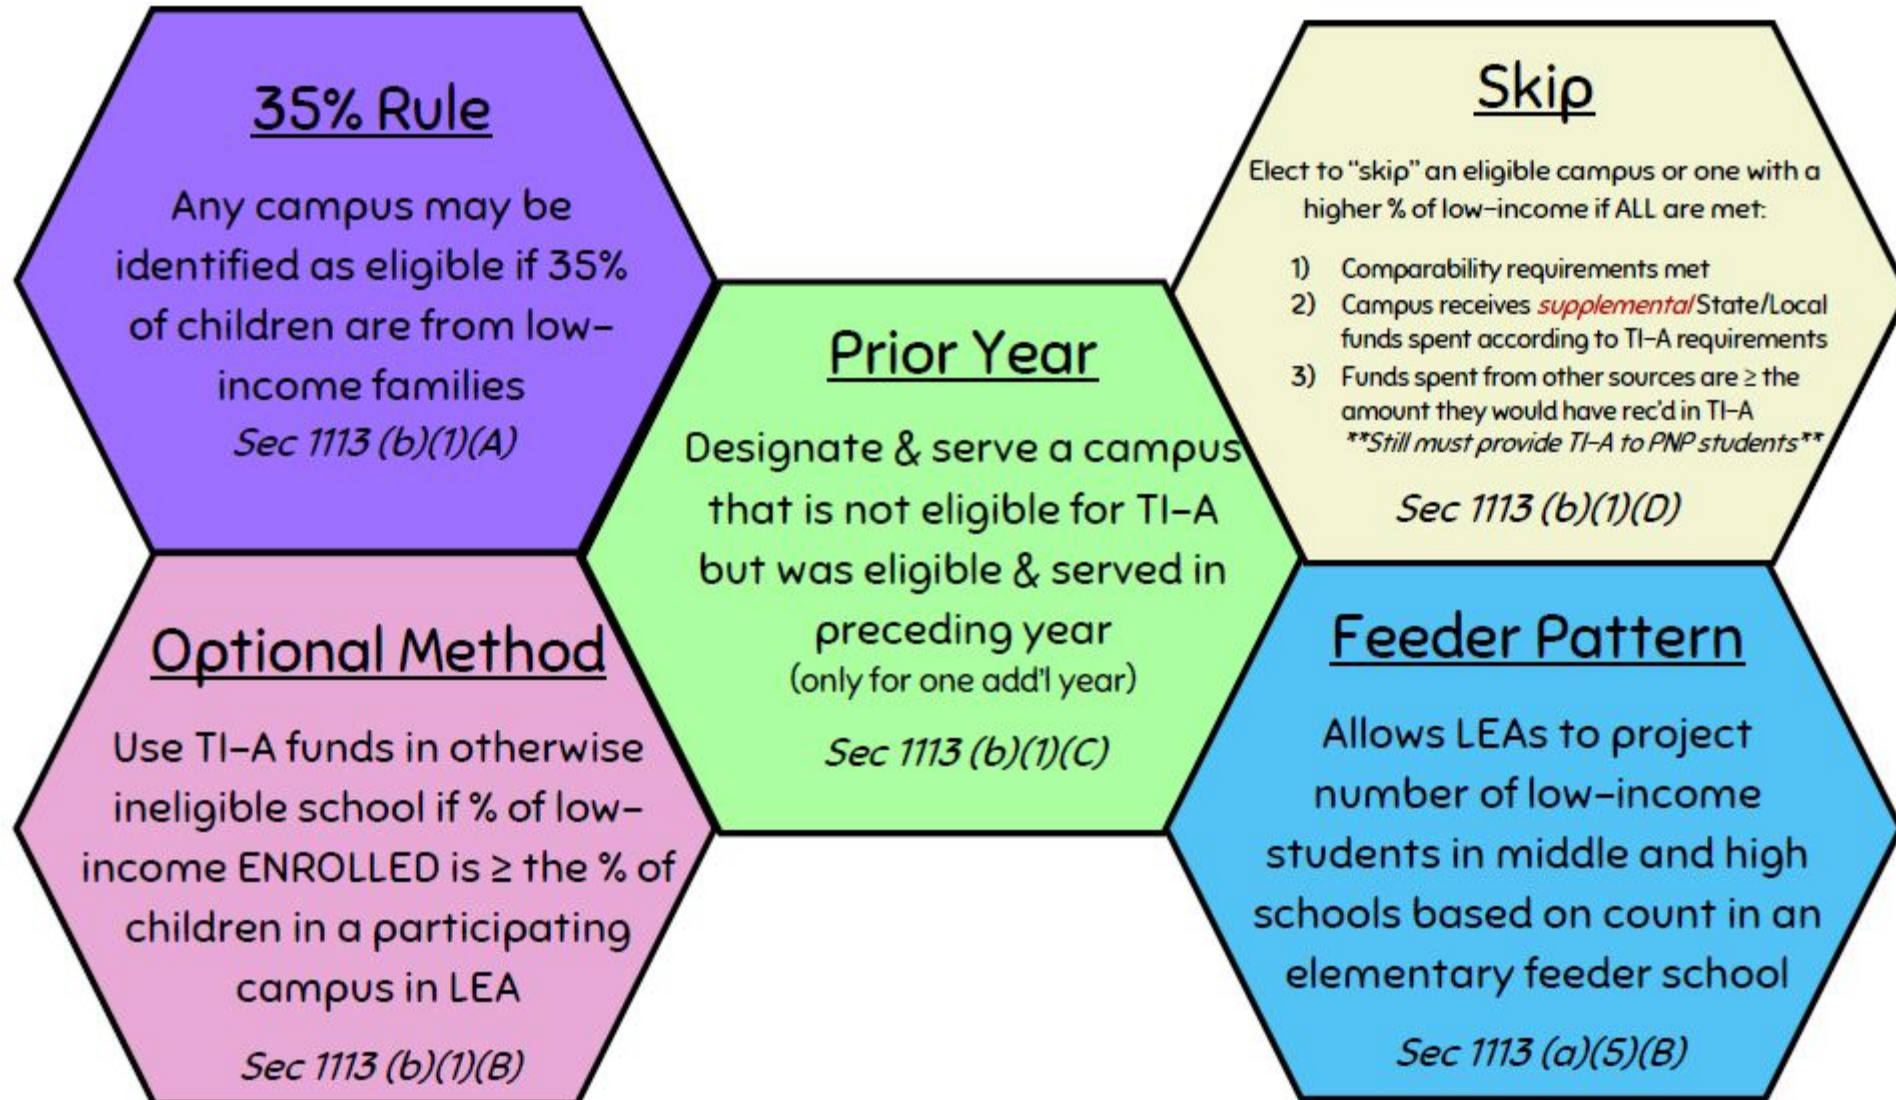 35% Rule
Any campus may be
identified as eligible if 35%
of children are from low-
income families
Sec 1113 (b)(1)(A)
Optional Method
Use TI-A funds in otherwise
ineligible school if % of low-
income ENROLLED is ≥ the % of
children in a participating
campus in LEA
Sec 1113 (b)(1)(B)
Prior Year
Designate & serve a campus
that is not eligible for TI-A
but was eligible & served in
preceding year
(only for one add'l year)
Sec 1113 (b)(1)(C)
Skip
Elect to "skip" an eligible campus or one with a
higher % of low-income if ALL are met:
1) Comparability requirements met
2) Campus receives supplemental State/Local
funds spent according to TI-A requirements
3) Funds spent from other sources are ≥ the
amount they would have rec'd in TI-A
**Still must provide TI-A to PNP students**
Sec 1113 (b)(1)(D)
Feeder Pattern
Allows LEAs to project
number of low-income
students in middle and high
schools based on count in an
elementary feeder school
Sec 1113 (a)(5)(B)